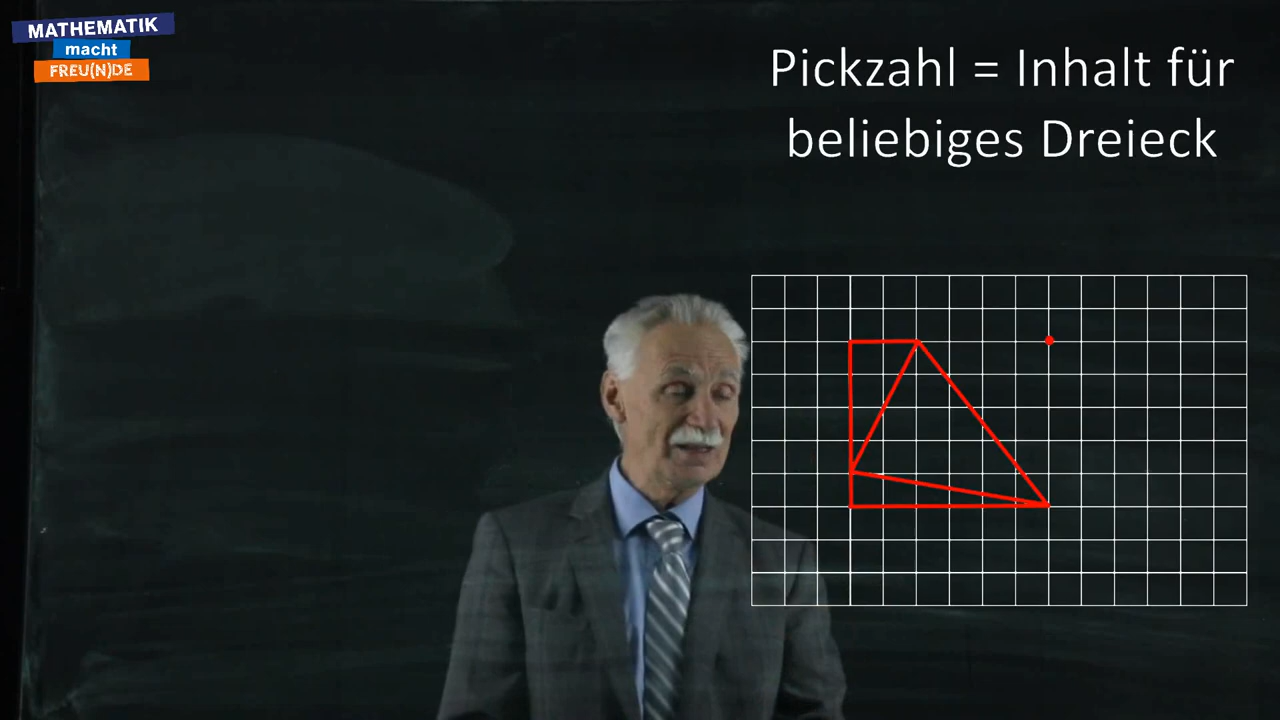 MATHEMATIK
macht
FREU(N)DE
Pickzahl = Inhalt für
beliebiges Dreieck